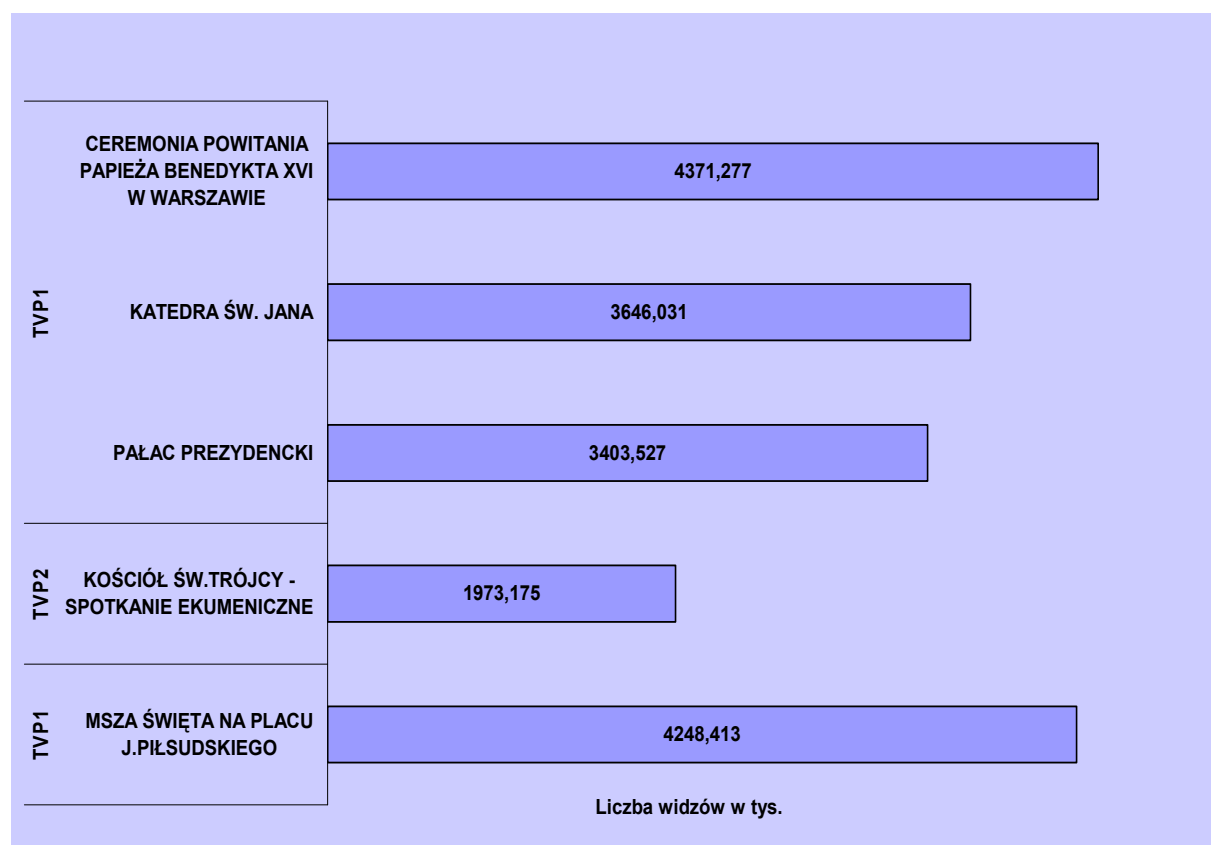 TVP1
CEREMONIA POWITANIA
PAPIEŻA BENEDYKTA XVI
W WARSZAWIE
4371,277
KATEDRA ŚW. JANA
3646,031
PAŁAC PREZYDENCKI
3403,527
TVP2
KOŚCIÓŁ ŚW.TRÓJCY -
SPOTKANIE EKUMENICZNE
1973,175
TVP1
MSZA ŚWIĘTA NA PLACU
J.PIŁSUDSKIEGO
4248,413
Liczba widzów w tys.